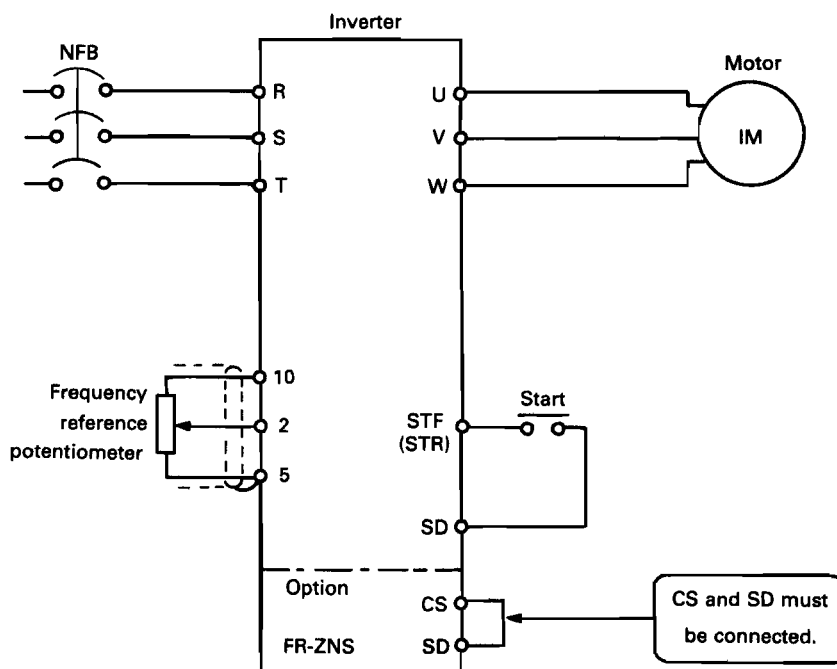 Inverter
NFB
R
S
T
U
V
W
Motor
IM
10
2
5
Frequency
reference
potentiometer
STF
(STR)
Start
SD
Option
FR-ZNS
CS
SD
CS and SD must
be connected.